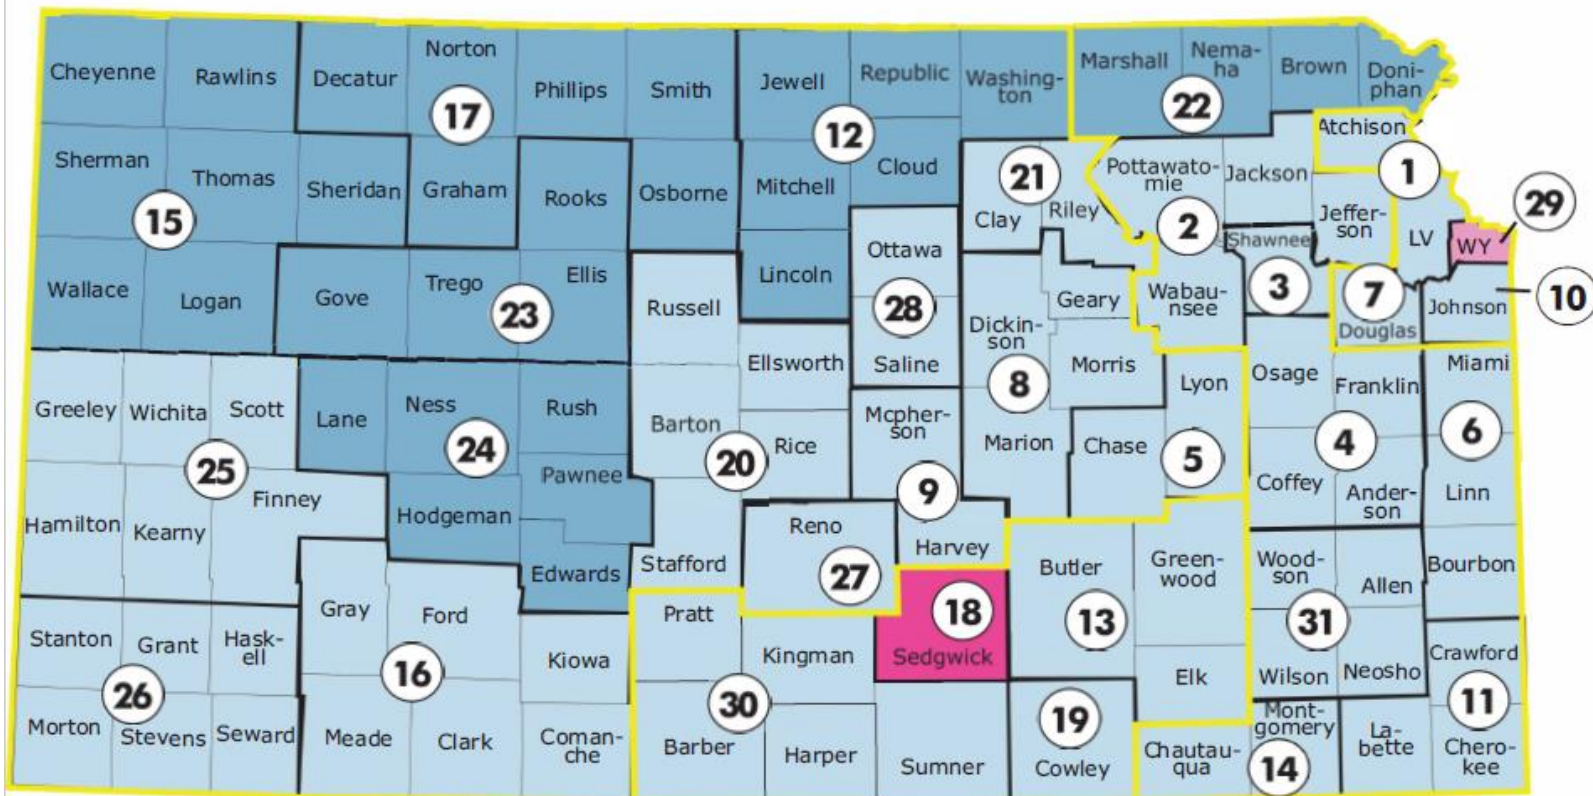 Cheyenne
Rawlins
Decatur
Norton
17
Phillips
Smith
Jewell
Republic
Washing-
ton
12
Marshall
Nema-
ha
Brown
Doni-
phan
22
Sherman
Thomas
Sheridan
Graham
Rooks
Osborne
Mitchell
Cloud
21
Clay
Riley
Pottawato-
mie
Jackson
2
Atchison
1
Jeffer-
son
LV
WY
29
15
Wallace
Logan
Gove
Trego
Ellis
23
Russell
Lincoln
Ottawa
28
Saline
Dickin-
son
Geary
Wabau-
nsee
Shawnee
3
7
Douglas
Johnson
10
Ellsworth
8
Morris
Lyon
Osage
Franklin
Miami
Greeley
Wichita
Scott
Lane
Ness
Rush
24
Barton
20
Rice
Mcpher-
son
9
Marion
Chase
5
4
6
Coffey
Ander-
son
Linn
25
Finney
Hamilton
Kearny
Hodgeman
Pawnee
Edwards
Stafford
Reno
27
Harvey
Butler
13
Green-
wood
Wood-
son
Allen
31
Bourbon
Stanton
Grant
Hask-
ell
26
Gray
Ford
16
Kiowa
Pratt
Kingman
18
Sedgwick
Elk
Wilson
Neosho
Crawford
11
Morton
Stevens
Seward
Meade
Clark
Coman-
che
30
Barber
Harper
Sumner
19
Cowley
Chautau-
qua
Mont-
gomery
14
La-
bette
Chero-
kee